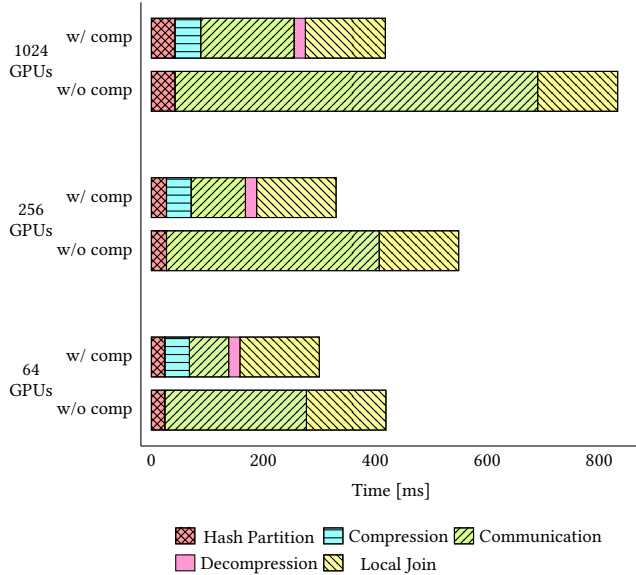 1024
GPUs
w/ comp
w/o comp
256
GPUs
w/ comp
w/o comp
64
GPUs
w/ comp
w/o comp
0 200 400 600 800
Time [ms]
Hash Partition Compression Communication
Decompression Local Join